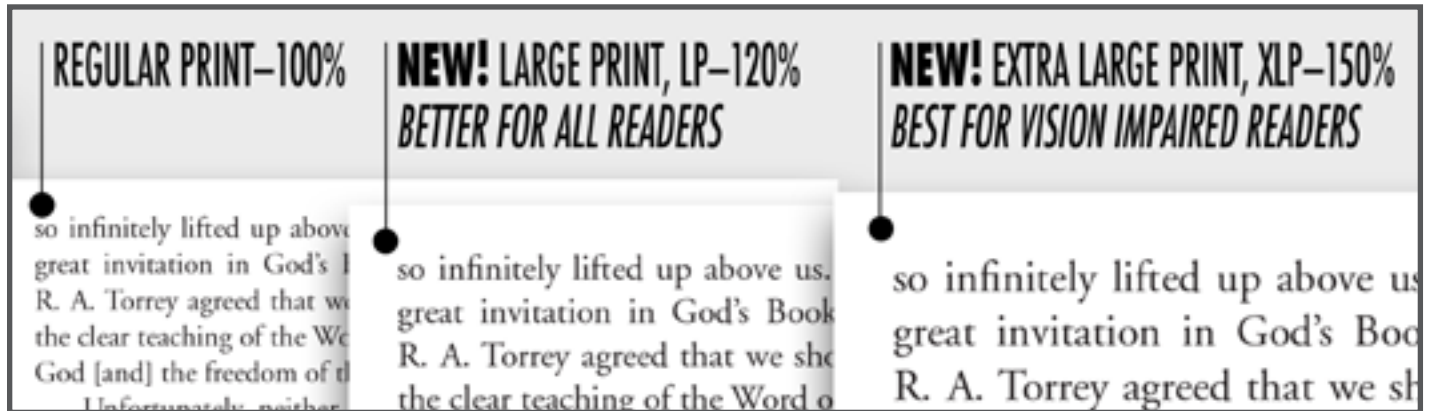 REGULAR PRINT–100%
so infinitely lifted up above
great invitation in God's
R. A. Torrey agreed that we
the clear teaching of the Wo
God [and] the freedom of th
Unfortunately, neither
NEW! LARGE PRINT, LP–120%
BETTER FOR ALL READERS
so infinitely lifted up above us.
great invitation in God's Book
R. A. Torrey agreed that we sho
the clear teaching of the Word o
NEW! EXTRA LARGE PRINT, XLP–150%
BEST FOR VISION IMPAIRED READERS
so infinitely lifted up above us
great invitation in God's Boo
R. A. Torrey agreed that we sh